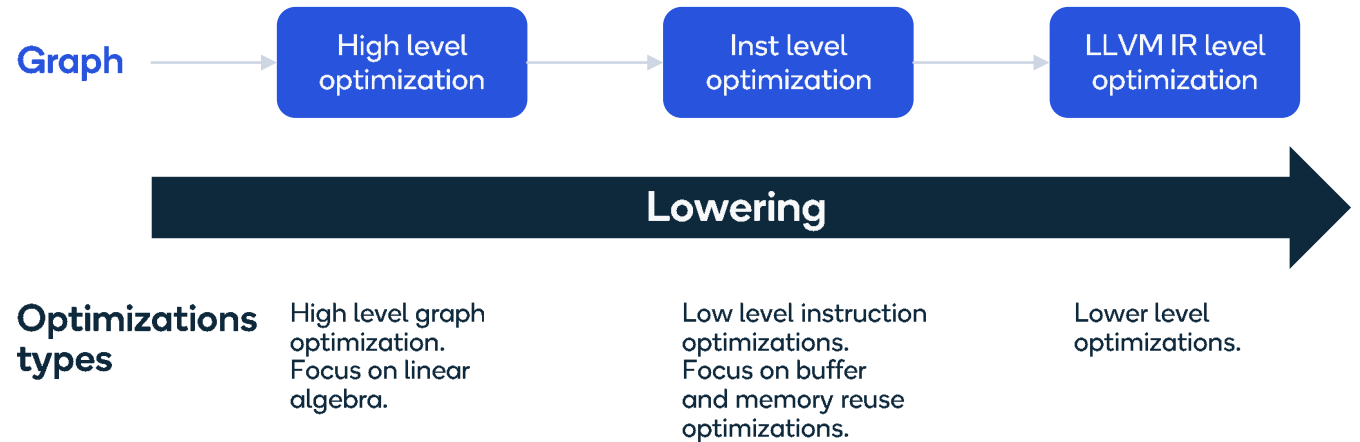 Graph
High level
optimization
Inst level
optimization
LLVM IR level
optimization
Lowering
Optimizations
types
High level graph
optimization.
Focus on linear
algebra.
Low level instruction
optimizations.
Focus on buffer
and memory reuse
optimizations.
Lower level
optimizations.